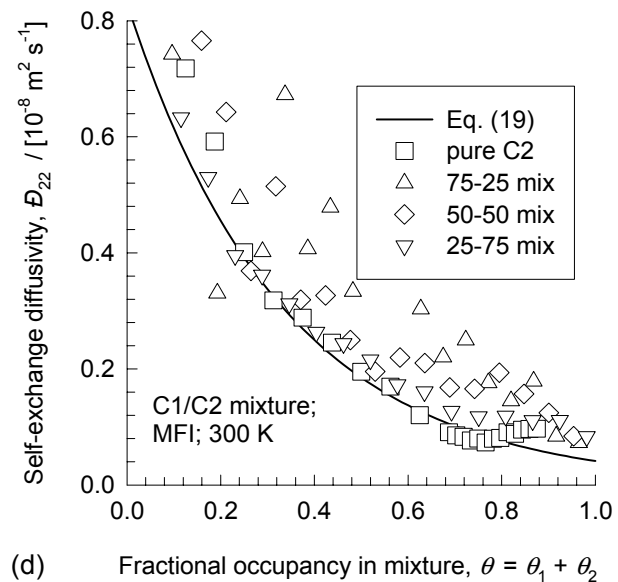 0.8
0.6
0.4
0.2
0.0
Self-exchange diffusivity, Đ22 / [10-8 m2 s-1]
Eq. (19)
pure C2
75-25 mix
50-50 mix
25-75 mix
C1/C2 mixture;
MFI; 300 K
0.0 0.2 0.4 0.6 0.8 1.0
(d) Fractional occupancy in mixture, θ = θ1 + θ2